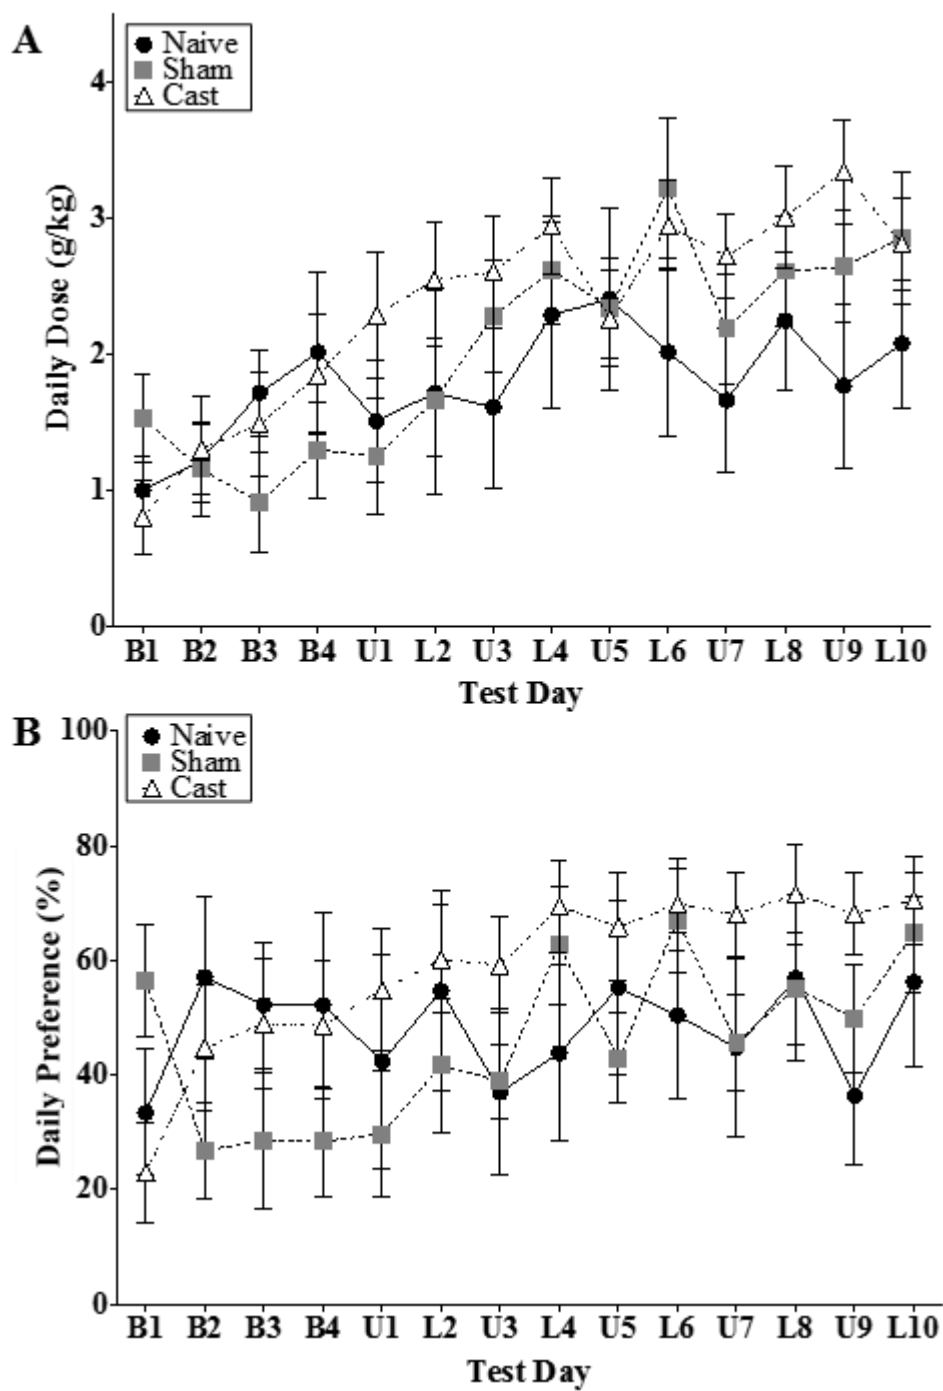 A
Naive
Sham
Cast
Daily Dose (g/kg)
4
3
2
1
0
B1 B2 B3 B4 U1 L2 U3 L4 U5 L6 U7 L8 U9 L10
Test Day
B
Naive
Sham
Cast
Daily Preference (%)
100
80
60
40
20
0
B1 B2 B3 B4 U1 L2 U3 L4 U5 L6 U7 L8 U9 L10
Test Day